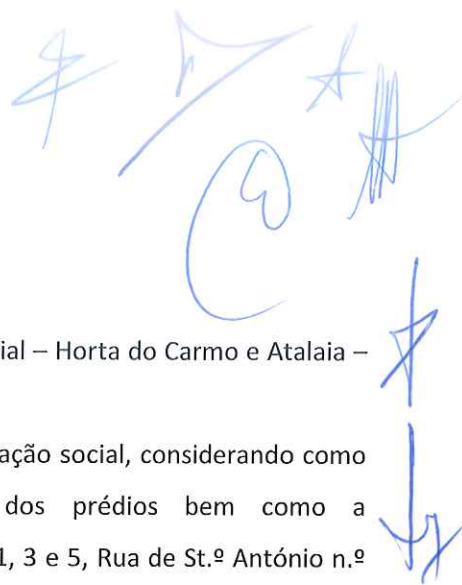 ial – Horta do Carmo e Atalaia –
ação social, considerando como
dos prédios bem como a
1, 3 e 5, Rua de St.º António n.º